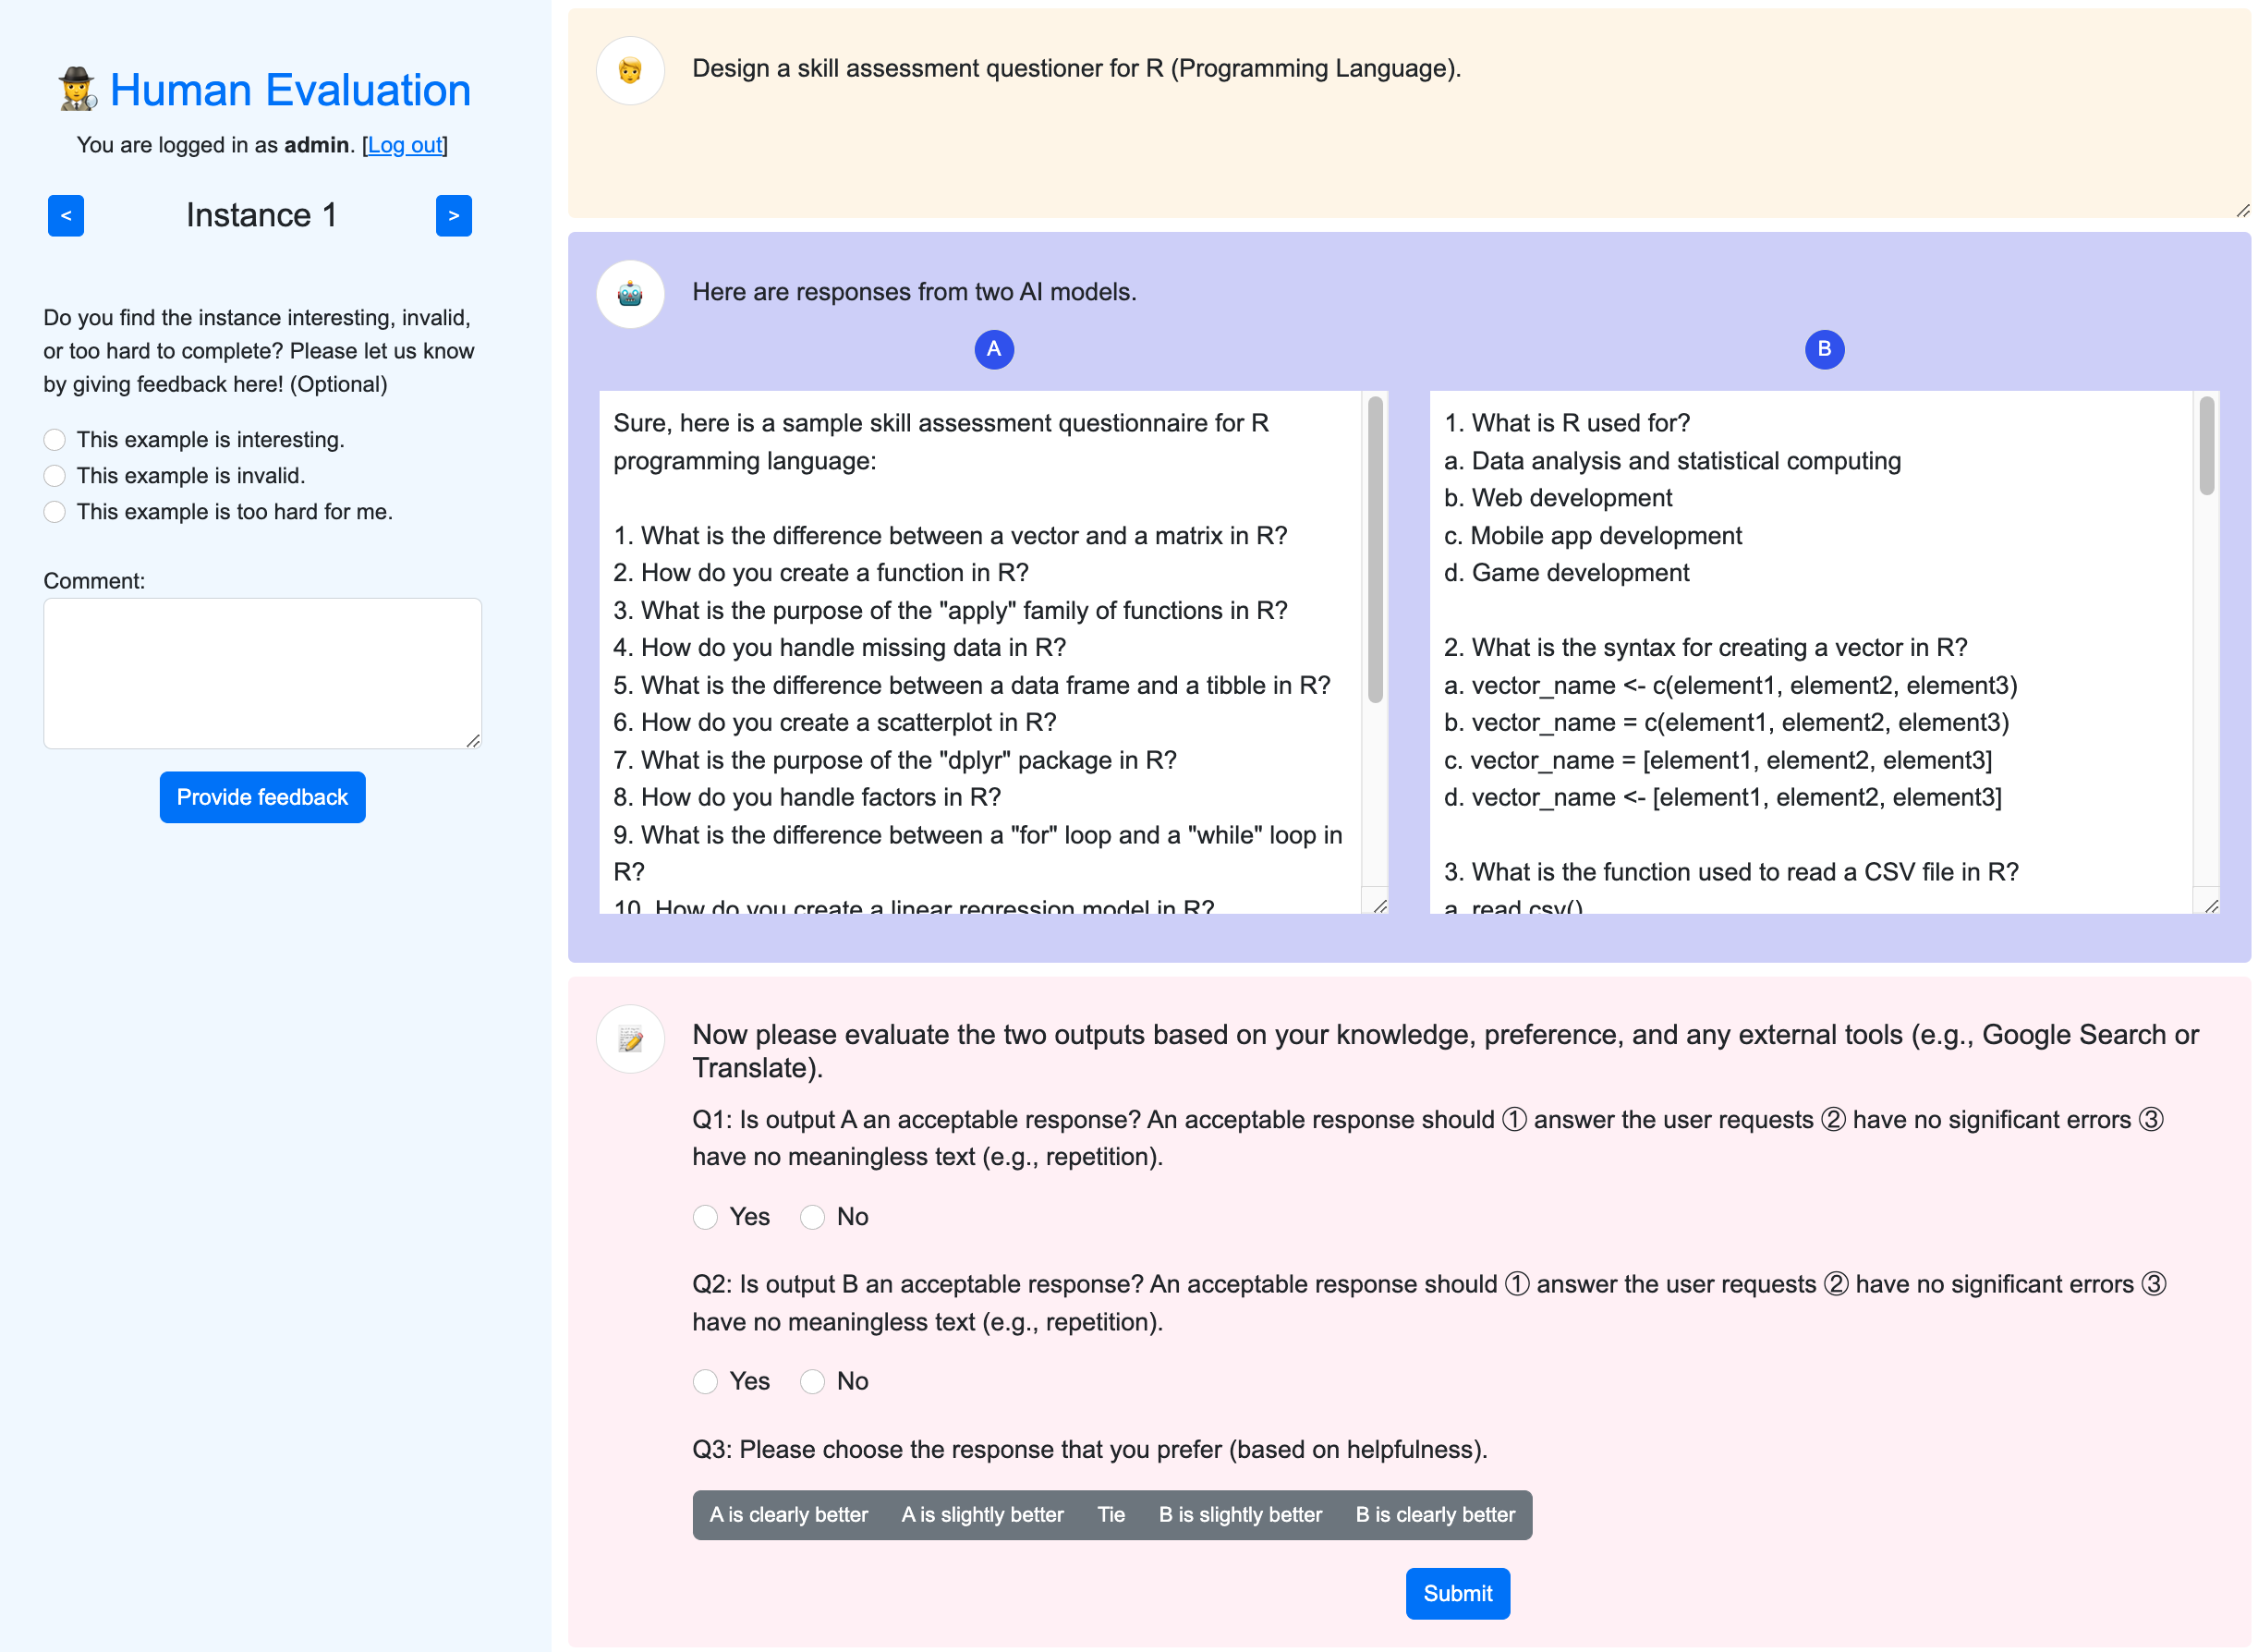 Human Evaluation
You are logged in as admin. [Log out]
<
Instance 1
>
Do you find the instance interesting, invalid,
or too hard to complete? Please let us know
by giving feedback here! (Optional)
This example is interesting.
This example is invalid.
This example is too hard for me.
Comment:
Provide feedback
Design a skill assessment questioner for R (Programming Language).
Here are responses from two AI models.
A
Sure, here is a sample skill assessment questionnaire for R
programming language:
1. What is the difference between a vector and a matrix in R?
2. How do you create a function in R?
3. What is the purpose of the "apply" family of functions in R?
4. How do you handle missing data in R?
5. What is the difference between a data frame and a tibble in R?
6. How do you create a scatterplot in R?
7. What is the purpose of the "dplyr" package in R?
8. How do you handle factors in R?
9. What is the difference between a "for" loop and a "while" loop in
R?
10. How do you create a linear regression model in R?
B
1. What is R used for?
a. Data analysis and statistical computing
b. Web development
c. Mobile app development
d. Game development
2. What is the syntax for creating a vector in R?
a. vector_name <- c(element1, element2, element3)
b. vector_name = c(element1, element2, element3)
c. vector_name = [element1, element2, element3]
d. vector_name <- [element1, element2, element3]
3. What is the function used to read a CSV file in R?
a. read.csv()
Now please evaluate the two outputs based on your knowledge, preference, and any external tools (e.g., Google Search or
Translate).
Q1: Is output A an acceptable response? An acceptable response should ① answer the user requests ② have no significant errors ③
have no meaningless text (e.g., repetition).
Yes No
Q2: Is output B an acceptable response? An acceptable response should ① answer the user requests ② have no significant errors ③
have no meaningless text (e.g., repetition).
Yes No
Q3: Please choose the response that you prefer (based on helpfulness).
A is clearly better A is slightly better Tie B is slightly better B is clearly better
Submit